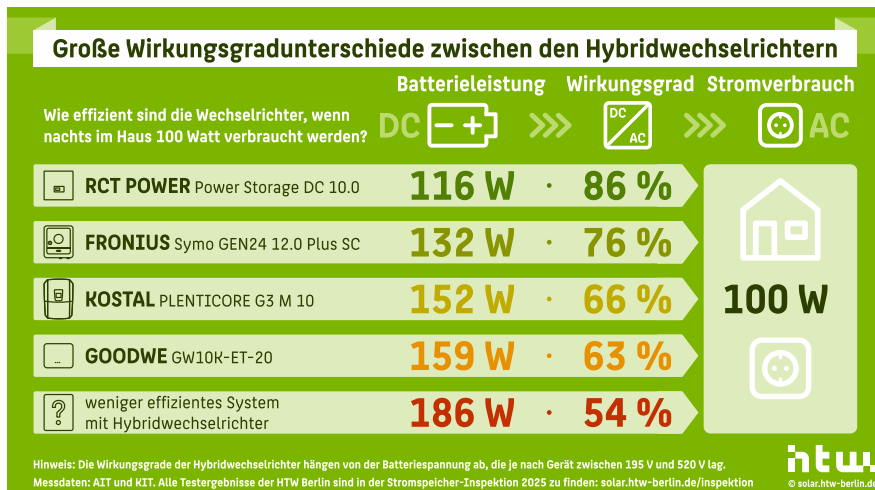 Große Wirkungsgradunterschiede zwischen den Hybridwechselrichtern
Batterieleistung Wirkungsgrad Stromverbrauch
Wie effizient sind die Wechselrichter, wenn
nachts im Haus 100 Watt verbraucht werden?
DC DC AC AC
RCT POWER Power Storage DC 10.0 116 W · 86 %
FRONIUS Symo GEN24 12.0 Plus SC 132 W · 76 %
KOSTAL PLENTICORE G3 M 10 152 W · 66 % 100 W
GOODWE GW10K-ET-20 159 W · 63 %
? weniger effizientes System
mit Hybridwechselrichter 186 W · 54 %
Hinweis: Die Wirkungsgrade der Hybridwechselrichter hängen von der Batteriespannung ab, die je nach Gerät zwischen 195 V und 520 V lag.
Messdaten: AIT und KIT. Alle Testergebnisse der HTW Berlin sind in der Stromspeicher-Inspektion 2025 zu finden: solar.htw-berlin.de/inspektion
htw
© solar.htw-berlin.de